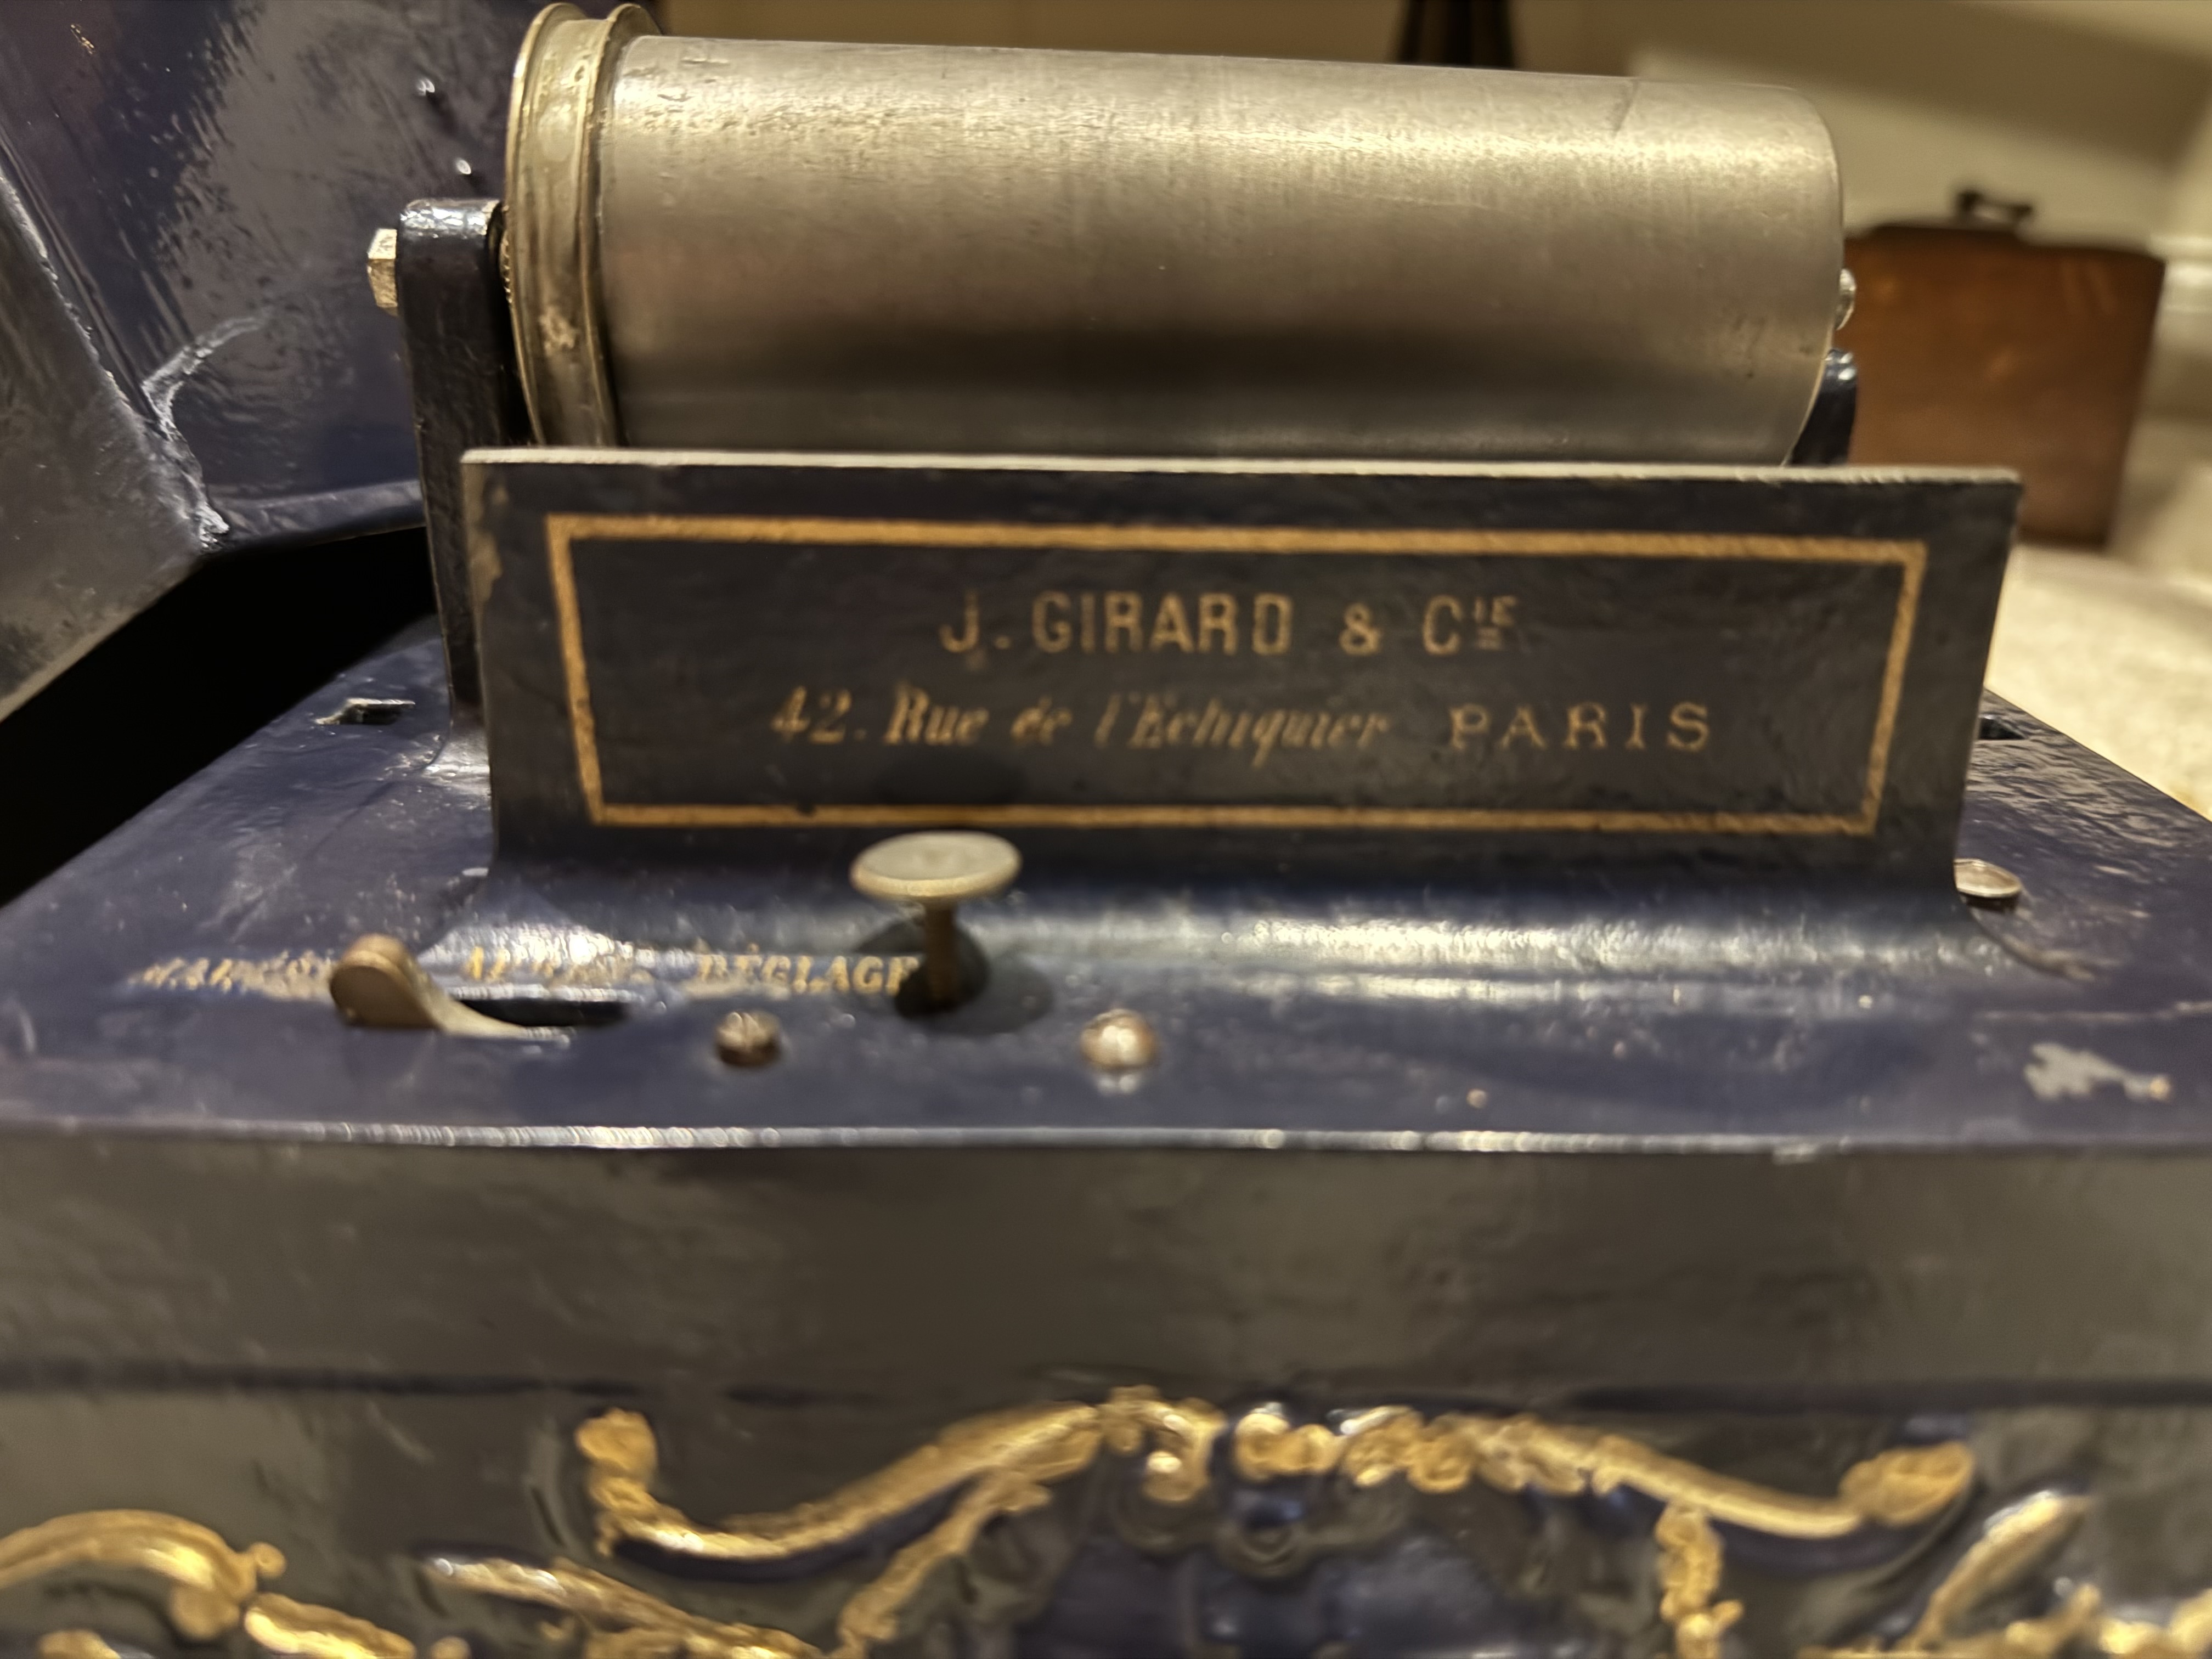 J. GIRARD & CIE
42. Rue de l'Echiquier PARIS
RÉGLAGE